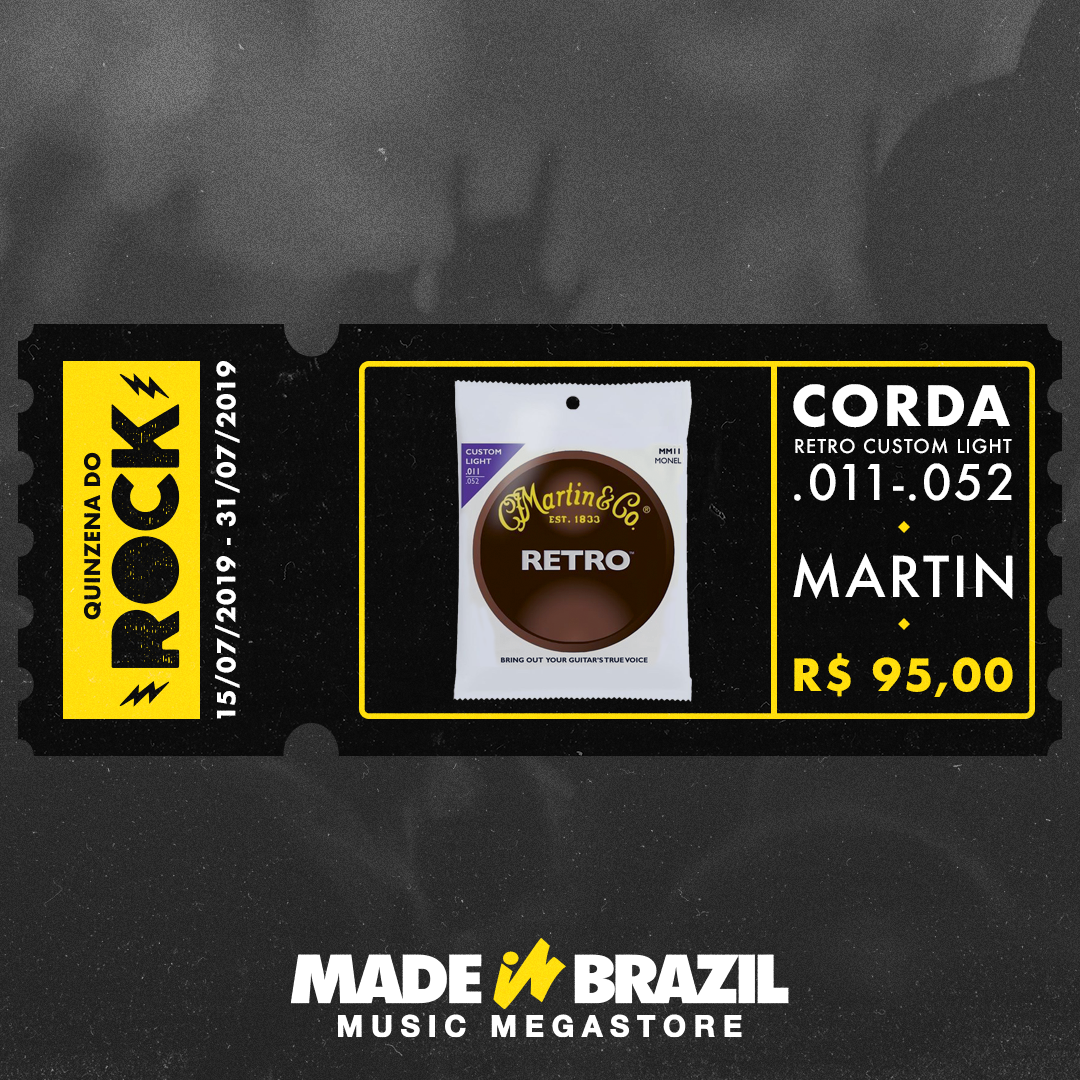 QUINZENA DO
ROCK
15/07/2019 - 31/07/2019
CUSTOM
LIGHT
.011
.052
MM11
MONEL
CFMartin & Co.®
EST. 1833
RETRO™
BRING OUT YOUR GUITAR'S TRUE VOICE
CORDA
RETRO CUSTOM LIGHT
.011-.052
MARTIN
R$ 95,00
MADE iN BRAZIL
MUSIC MEGASTORE